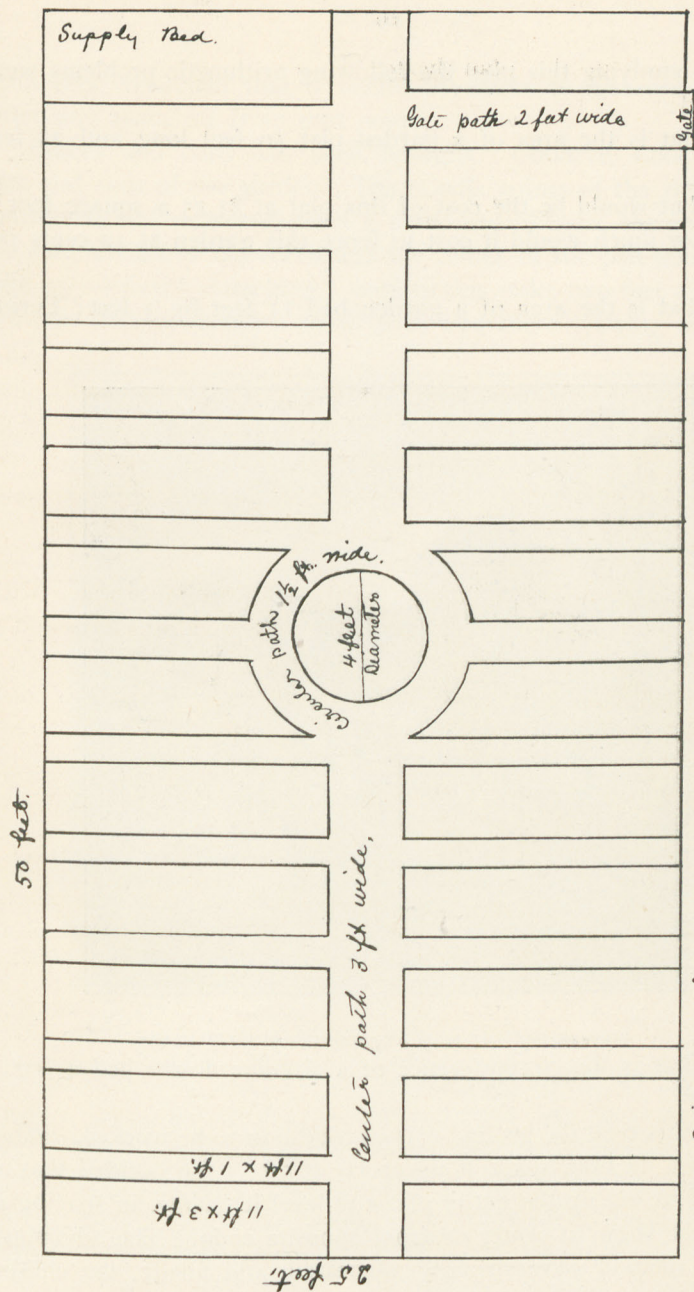 Supply Bed.
Gate path 2 feet wide
Gate
Circular path 1½ ft. wide.
4 feet
Diameter
50 feet.
Center path 3 ft wide,
11 ft x 1 ft.
11 ft x 3 ft.
25 feet,